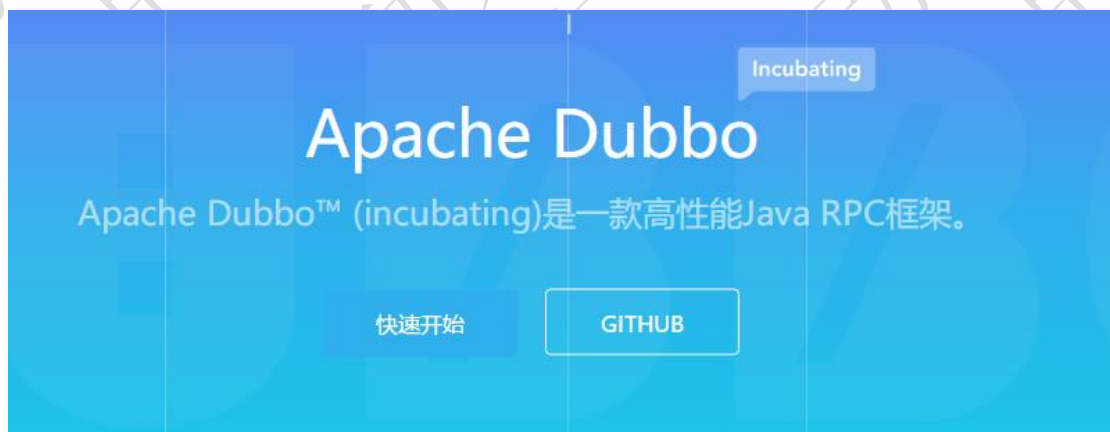 Incubating
Apache Dubbo
Apache Dubbo™ (incubating)是一款高性能Java RPC框架。
快速开始
GITHUB